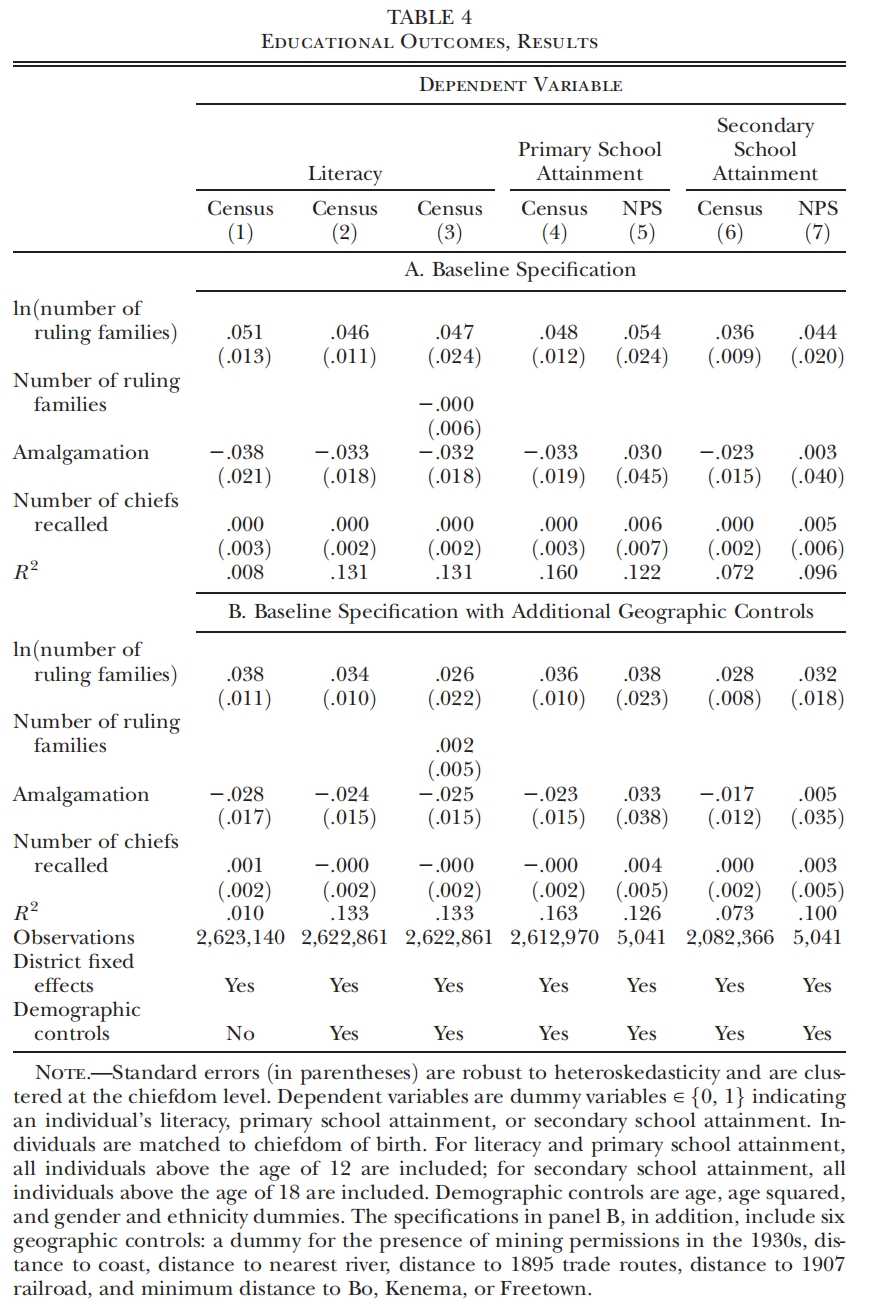 TABLE 4
Educational Outcomes, Results
Dependent Variable
Secondary
Primary School School
Literacy Attainment Attainment
Census Census Census Census NPS Census NPS
(1) (2) (3) (4) (5) (6) (7)
A. Baseline Specification
ln(number of
ruling families) .051 .046 .047 .048 .054 .036 .044
(.013) (.011) (.024) (.012) (.024) (.009) (.020)
Number of ruling
families −.000
(.006)
Amalgamation −.038 −.033 −.032 −.033 .030 −.023 .003
(.021) (.018) (.018) (.019) (.045) (.015) (.040)
Number of chiefs
recalled .000 .000 .000 .000 .006 .000 .005
(.003) (.002) (.002) (.003) (.007) (.002) (.006)
R² .008 .131 .131 .160 .122 .072 .096
B. Baseline Specification with Additional Geographic Controls
ln(number of
ruling families) .038 .034 .026 .036 .038 .028 .032
(.011) (.010) (.022) (.010) (.023) (.008) (.018)
Number of ruling
families .002
(.005)
Amalgamation −.028 −.024 −.025 −.023 .033 −.017 .005
(.017) (.015) (.015) (.015) (.038) (.012) (.035)
Number of chiefs
recalled .001 −.000 −.000 −.000 .004 .000 .003
(.002) (.002) (.002) (.002) (.005) (.002) (.005)
R² .010 .133 .133 .163 .126 .073 .100
Observations 2,623,140 2,622,861 2,622,861 2,612,970 5,041 2,082,366 5,041
District fixed
effects Yes Yes Yes Yes Yes Yes Yes
Demographic
controls No Yes Yes Yes Yes Yes Yes
Note.—Standard errors (in parentheses) are robust to heteroskedasticity and are clus-
tered at the chiefdom level. Dependent variables are dummy variables ∈ {0, 1} indicating
an individual's literacy, primary school attainment, or secondary school attainment. In-
dividuals are matched to chiefdom of birth. For literacy and primary school attainment,
all individuals above the age of 12 are included; for secondary school attainment, all
individuals above the age of 18 are included. Demographic controls are age, age squared,
and gender and ethnicity dummies. The specifications in panel B, in addition, include six
geographic controls: a dummy for the presence of mining permissions in the 1930s, dis-
tance to coast, distance to nearest river, distance to 1895 trade routes, distance to 1907
railroad, and minimum distance to Bo, Kenema, or Freetown.